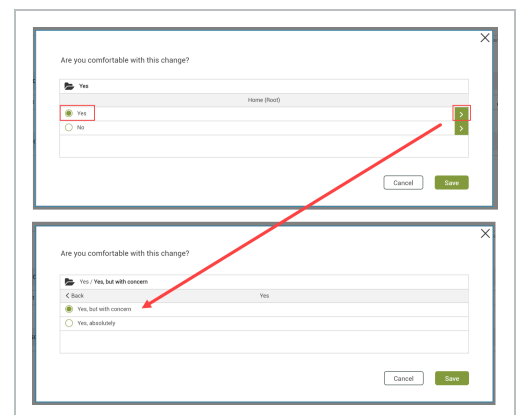 Are you comfortable with this change?
Yes
Home (Root)
Yes
No
Cancel
Save
Are you comfortable with this change?
Yes / Yes, but with concern
Back
Yes
Yes, but with concern
Yes, absolutely
Cancel
Save